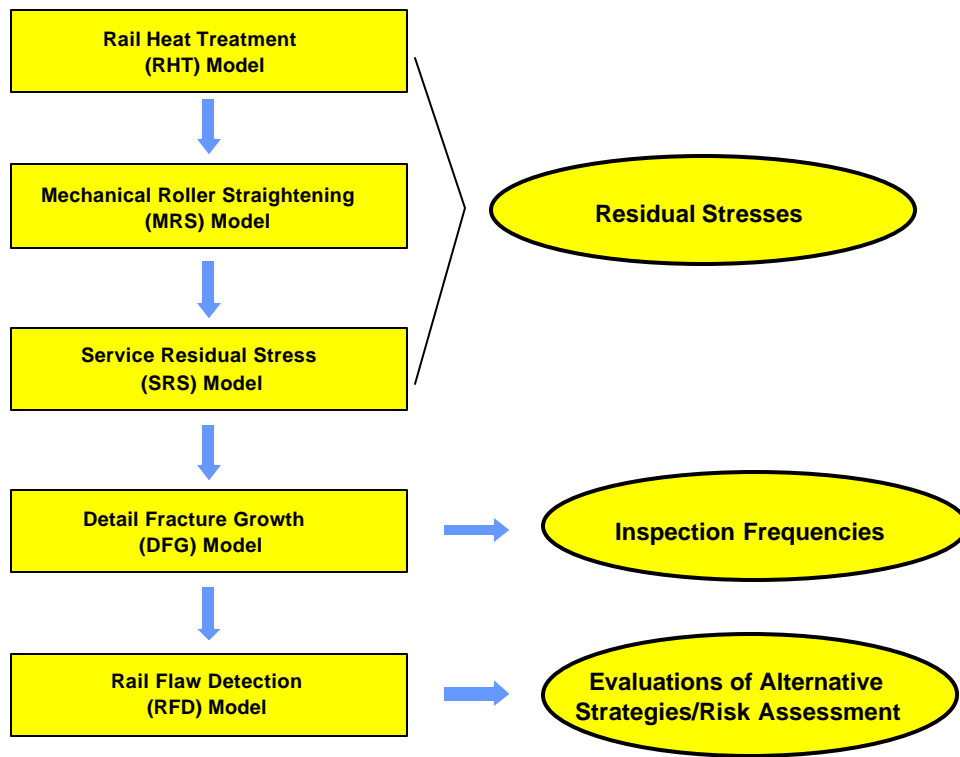 Rail Heat Treatment
(RHT) Model
Mechanical Roller Straightening
(MRS) Model
Residual Stresses
Service Residual Stress
(SRS) Model
Detail Fracture Growth
(DFG) Model
Inspection Frequencies
Rail Flaw Detection
(RFD) Model
Evaluations of Alternative
Strategies/Risk Assessment